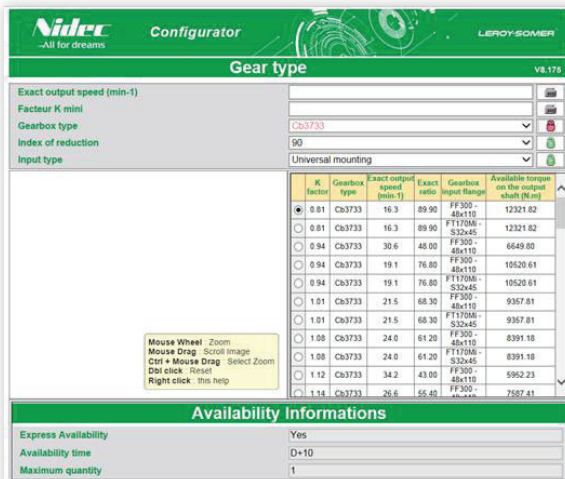 Nidec
-All for dreams
Configurator
LEROY-SOMER
Gear type
V8.175
Exact output speed (min-1)
Facteur K mini
Gearbox type Cb3733
Index of reduction 90
Input type Universal mounting
K factor Gearbox type Exact output speed (min-1) Exact ratio Gearbox input flange Available torque on the output shaft (N.m)
0.81 Cb3733 16.3 89.90 FF300 - 48x110 12321.82
0.81 Cb3733 16.3 89.90 FT170Mi - S32x45 12321.82
0.94 Cb3733 30.6 48.00 FF300 - 48x110 6649.80
0.94 Cb3733 19.1 76.80 FF300 - 48x110 10520.61
0.94 Cb3733 19.1 76.80 FT170Mi - S32x45 10520.61
1.01 Cb3733 21.5 68.30 FF300 - 48x110 9357.81
1.01 Cb3733 21.5 68.30 FT170Mi - S32x45 9357.81
1.08 Cb3733 24.0 61.20 FF300 - 48x110 8391.18
1.08 Cb3733 24.0 61.20 FT170Mi - S32x45 8391.18
1.12 Cb3733 34.2 43.00 FF300 - 48x110 5952.23
1.14 Cb3733 26.6 55.40 FF300 - 7587.41
Mouse Wheel : Zoom
Mouse Drag : Scroll Image
Ctrl + Mouse Drag : Select Zoom
Dbl click : Reset
Right click : this help
Availability Informations
Express Availability Yes
Availability time D+10
Maximum quantity 1